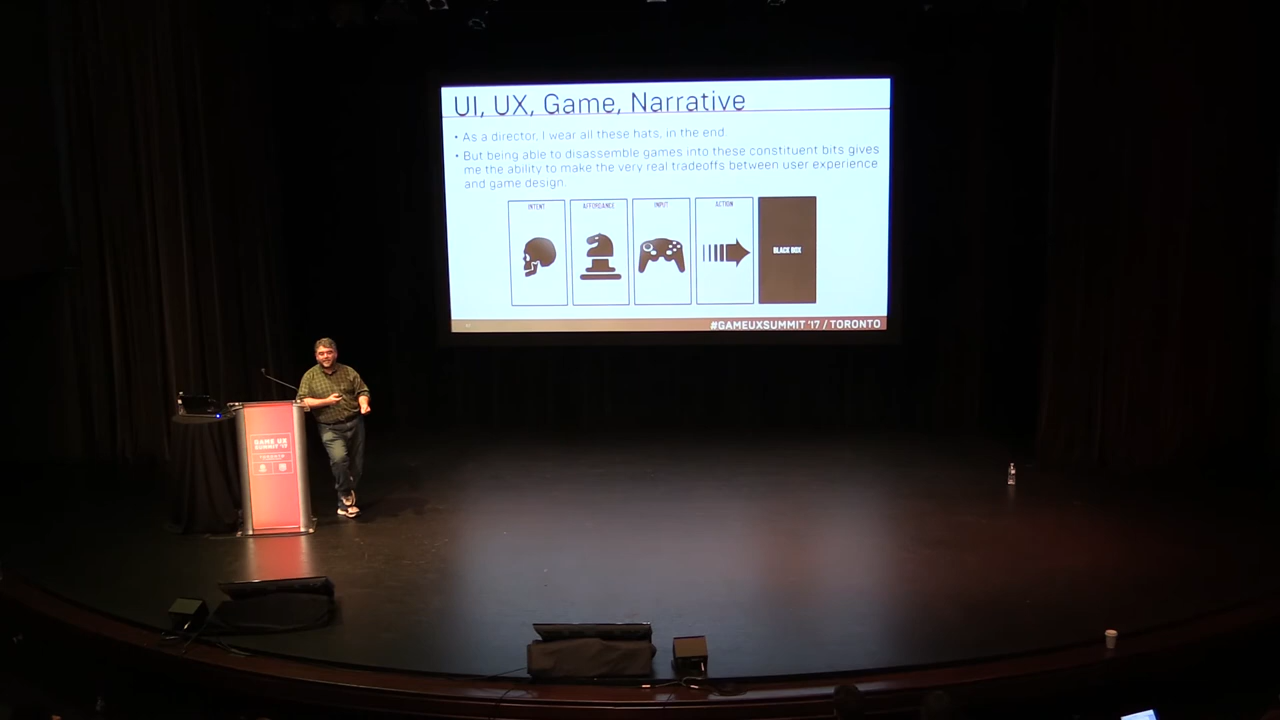 UI, UX, Game, Narrative
• As a director, I wear all these hats, in the end
• But being able to disassemble games into these constituent bits gives
me the ability to make the very real tradeoffs between user experience
and game design.
INTENT
AFFORDANCE
INPUT
ACTION
BLACK BOX
#GAMEUXSUMMIT '17 / TORONTO
GAME UX
SUMMIT '17
TORONTO